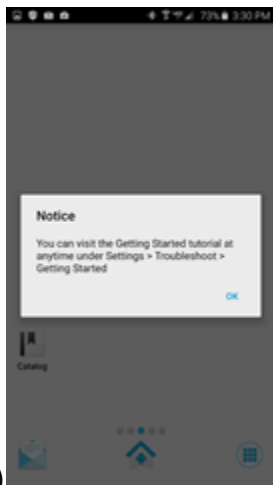 73% 3:30 PM
Notice
You can visit the Getting Started tutorial at
anytime under Settings > Troubleshoot >
Getting Started
OK
Catalog
)